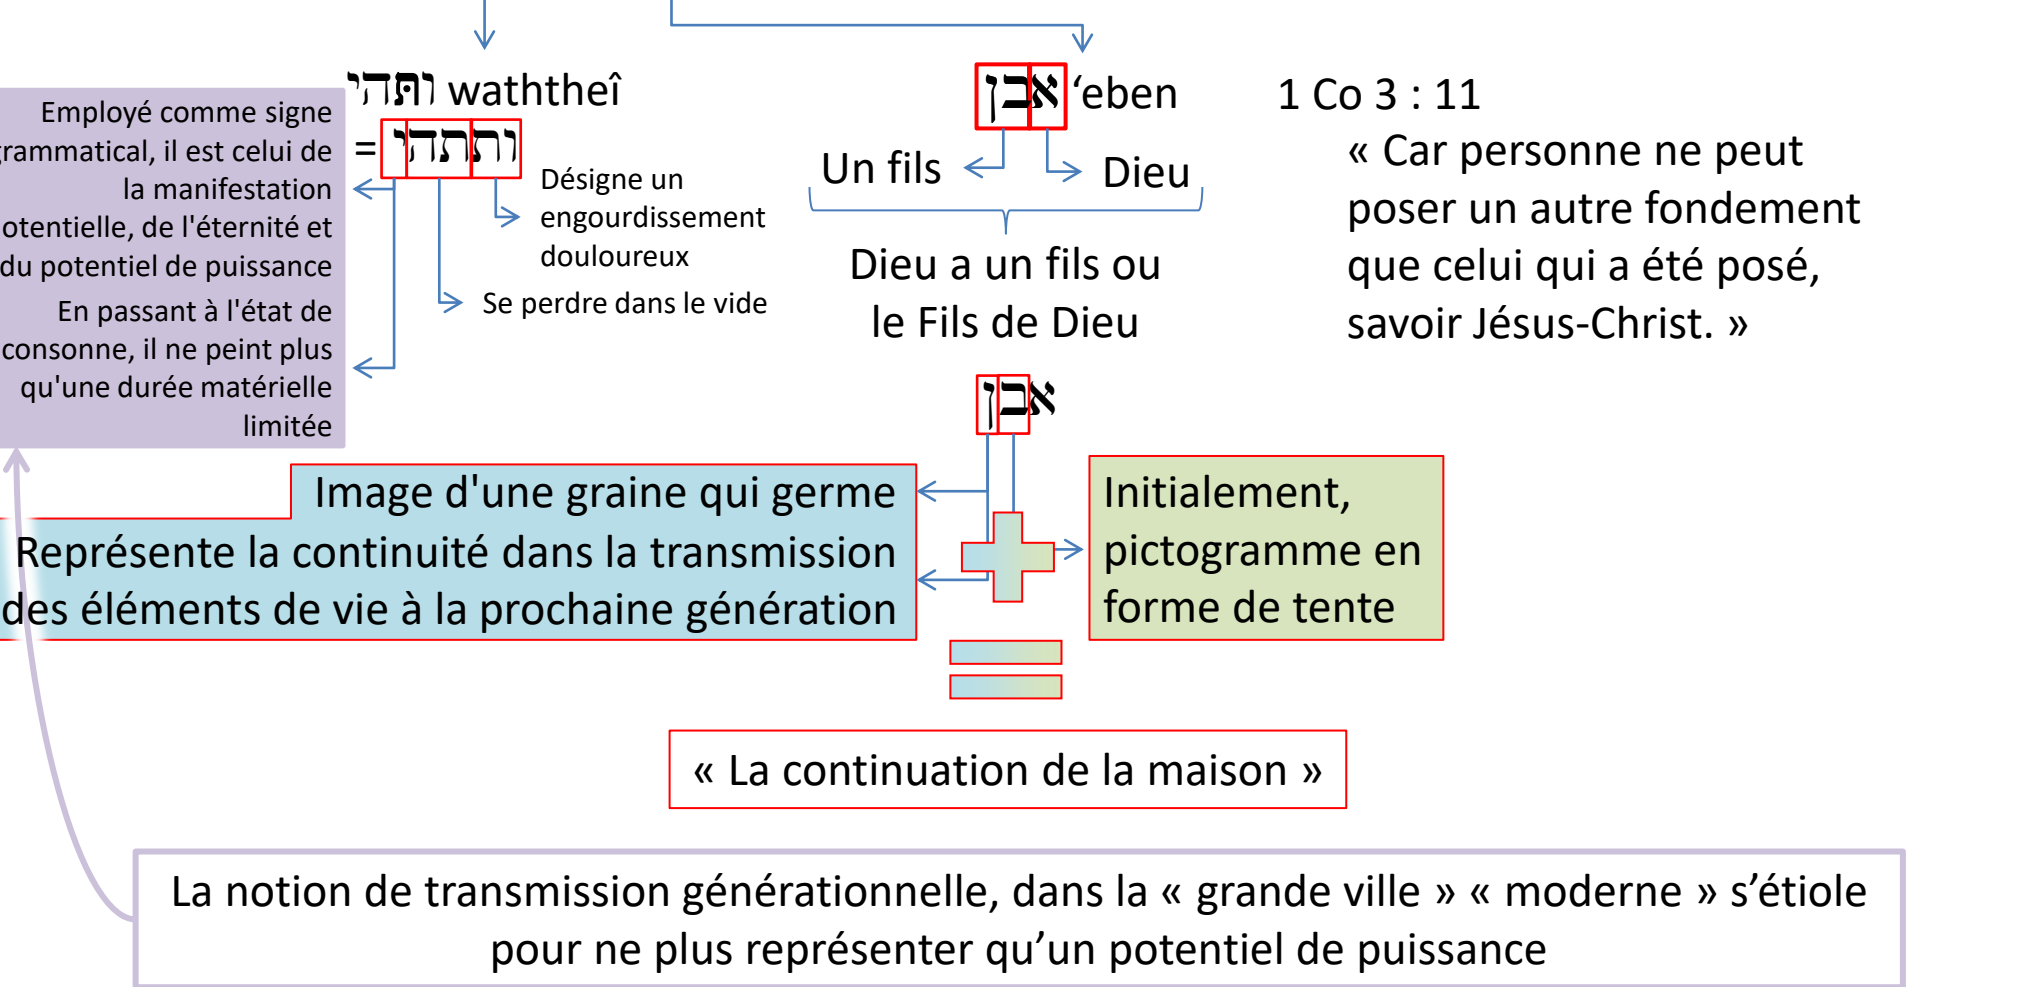 ותּהי waththeî
= ותתהי
Employé comme signe
grammatical, il est celui de
la manifestation
potentielle, de l'éternité et
du potentiel de puissance
En passant à l'état de
consonne, il ne peint plus
qu'une durée matérielle
limitée
Désigne un
engourdissement
douloureux
Se perdre dans le vide
אבן ‘eben
Un fils
Dieu
Dieu a un fils ou
le Fils de Dieu
1 Co 3 : 11
« Car personne ne peut
poser un autre fondement
que celui qui a été posé,
savoir Jésus-Christ. »
אבן
Image d'une graine qui germe
Représente la continuité dans la transmission
des éléments de vie à la prochaine génération
Initialement,
pictogramme en
forme de tente
« La continuation de la maison »
La notion de transmission générationnelle, dans la « grande ville » « moderne » s’étiole
pour ne plus représenter qu’un potentiel de puissance